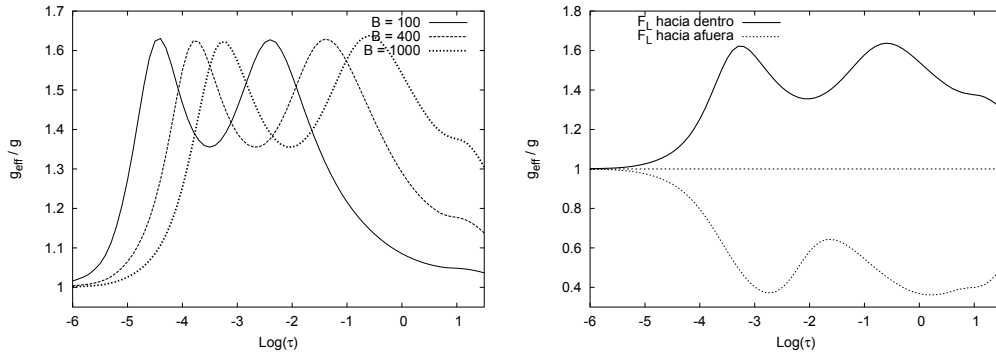 B = 100
B = 400
B = 1000
g_eff / g
1.7
1.6
1.5
1.4
1.3
1.2
1.1
1
-6 -5 -4 -3 -2 -1 0 1
Log(τ)
F_L hacia dentro
F_L hacia afuera
g_eff / g
1.8
1.6
1.4
1.2
1
0.8
0.6
0.4
-6 -5 -4 -3 -2 -1 0 1
Log(τ)